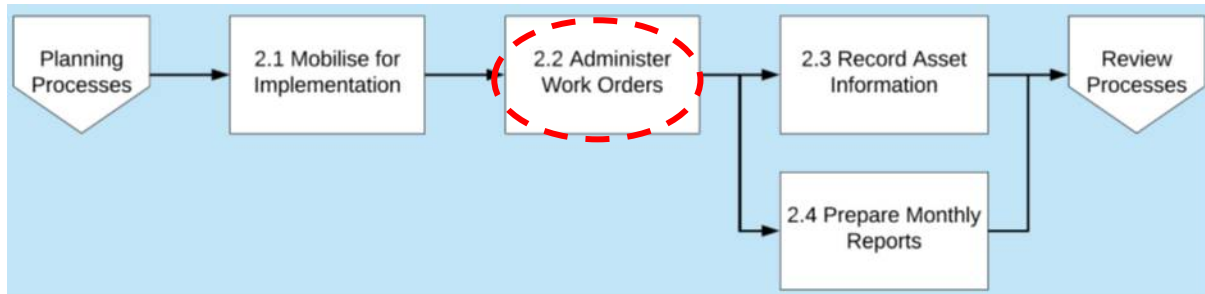 Planning
Processes
2.1 Mobilise for
Implementation
2.2 Administer
Work Orders
2.3 Record Asset
Information
Review
Processes
2.4 Prepare Monthly
Reports